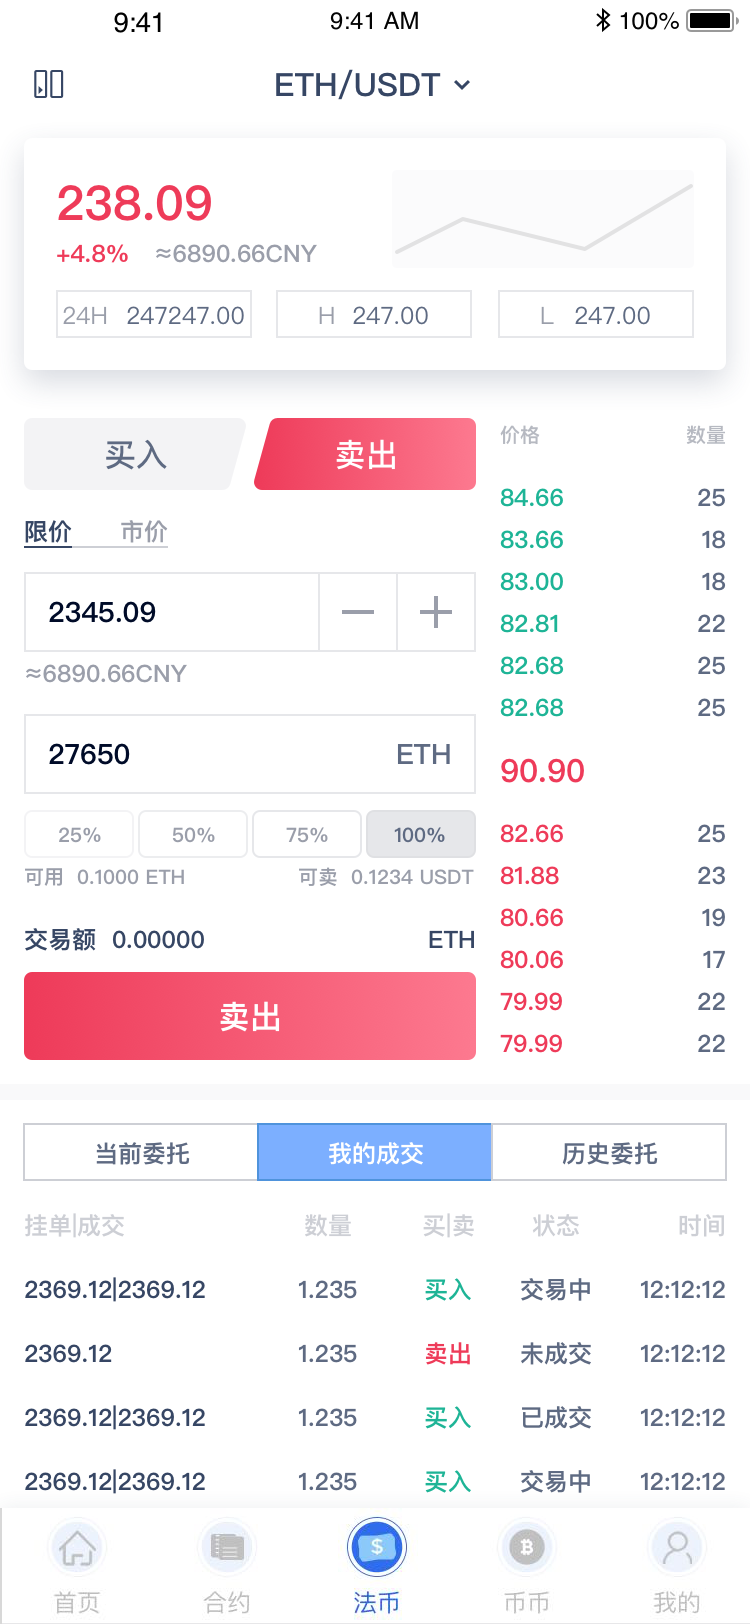 9:41 9:41 AM 100%
ETH/USDT
238.09
+4.8% ≈6890.66CNY
24H 247247.00 H 247.00 L 247.00
买入 卖出
限价 市价
2345.09
≈6890.66CNY
27650 ETH
25% 50% 75% 100%
可用 0.1000 ETH 可卖 0.1234 USDT
交易额 0.00000 ETH
卖出
价格 数量
84.66 25
83.66 18
83.00 18
82.81 22
82.68 25
82.68 25
90.90
82.66 25
81.88 23
80.66 19
80.06 17
79.99 22
79.99 22
当前委托 我的成交 历史委托
挂单|成交 数量 买|卖 状态 时间
2369.12|2369.12 1.235 买入 交易中 12:12:12
2369.12 1.235 卖出 未成交 12:12:12
2369.12|2369.12 1.235 买入 已成交 12:12:12
2369.12|2369.12 1.235 买入 交易中 12:12:12
首页 合约 法币 币币 我的